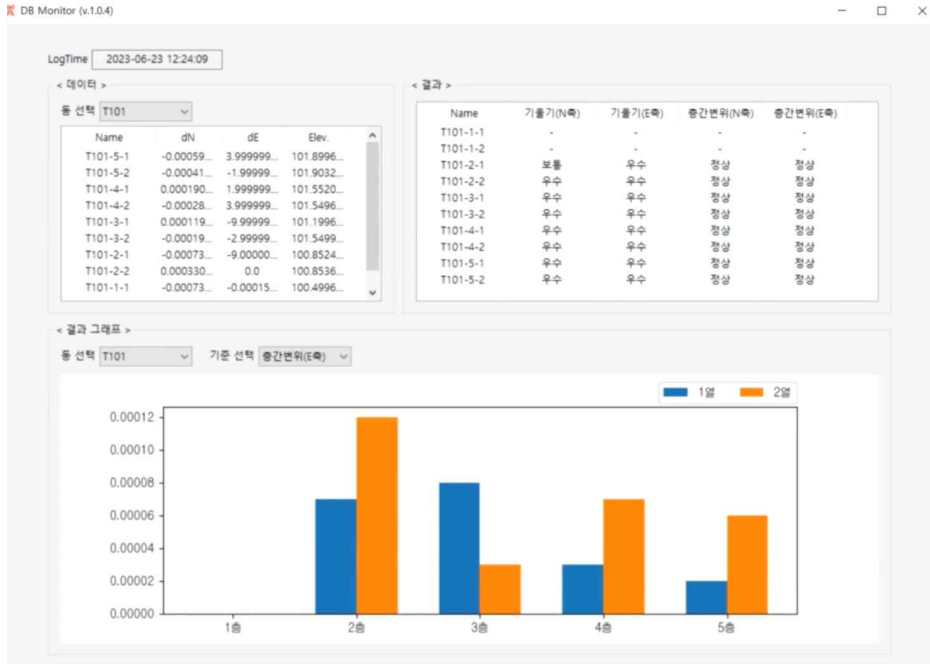 DB Monitor (v.1.0.4)
LogTime 2023-06-23 12:24:09
< 데이터 >
동 선택 T101
Name dN dE Elev.
T101-5-1 -0.00059... 3.999999... 101.8996...
T101-5-2 -0.00041... -1.99999... 101.9032...
T101-4-1 0.000190... 1.999999... 101.5520...
T101-4-2 -0.00028... 3.999999... 101.5496...
T101-3-1 0.000119... -9.99999... 101.1996...
T101-3-2 -0.00019... -2.99999... 101.5499...
T101-2-1 -0.00073... -9.00000... 100.8524...
T101-2-2 0.000330... 0.0 100.8536...
T101-1-1 -0.00073... -0.00015... 100.4996...
< 결과 >
Name 기울기(N축) 기울기(E축) 층간변위(N축) 층간변위(E축)
T101-1-1 - - - -
T101-1-2 - - - -
T101-2-1 보통 우수 정상 정상
T101-2-2 우수 우수 정상 정상
T101-3-1 우수 우수 정상 정상
T101-3-2 우수 우수 정상 정상
T101-4-1 우수 우수 정상 정상
T101-4-2 우수 우수 정상 정상
T101-5-1 우수 우수 정상 정상
T101-5-2 우수 우수 정상 정상
< 결과 그래프 >
동 선택 T101 기준 선택 층간변위(E축)
1열 2열
0.00012
0.00010
0.00008
0.00006
0.00004
0.00002
0.00000
1층 2층 3층 4층 5층